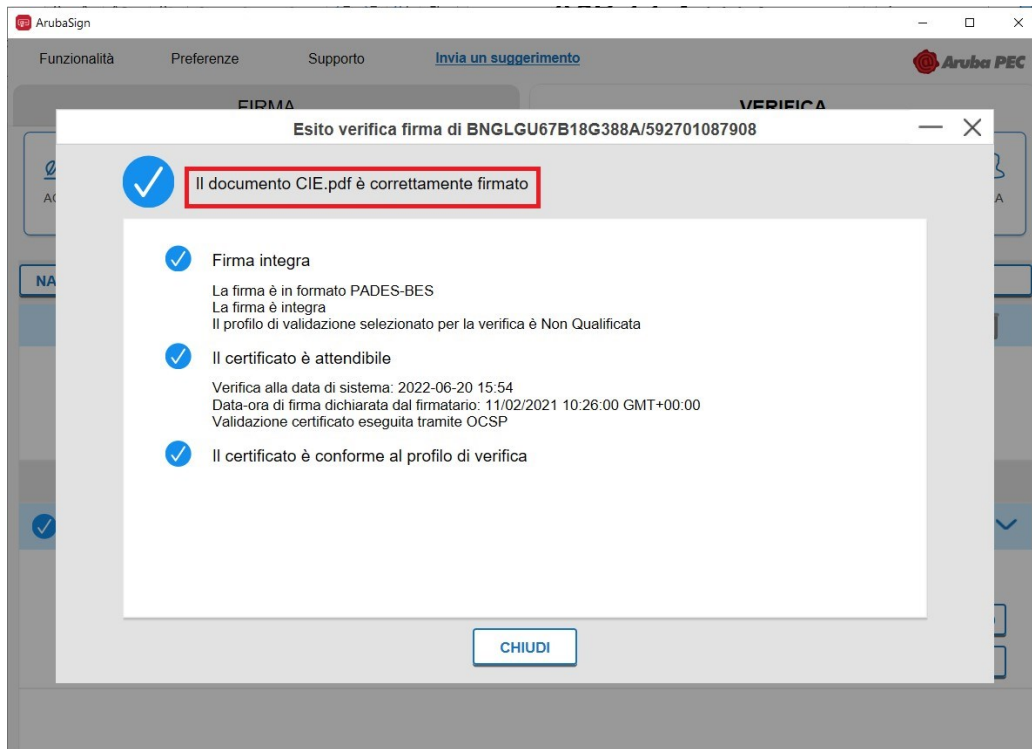 ArubaSign
Funzionalità Preferenze Supporto Invia un suggerimento Aruba PEC
FIRMA VERIFICA
Esito verifica firma di BNGLGU67B18G388A/592701087908
Il documento CIE.pdf è correttamente firmato
Firma integra
La firma è in formato PADES-BES
La firma è integra
Il profilo di validazione selezionato per la verifica è Non Qualificata
Il certificato è attendibile
Verifica alla data di sistema: 2022-06-20 15:54
Data-ora di firma dichiarata dal firmatario: 11/02/2021 10:26:00 GMT+00:00
Validazione certificato eseguita tramite OCSP
Il certificato è conforme al profilo di verifica
CHIUDI